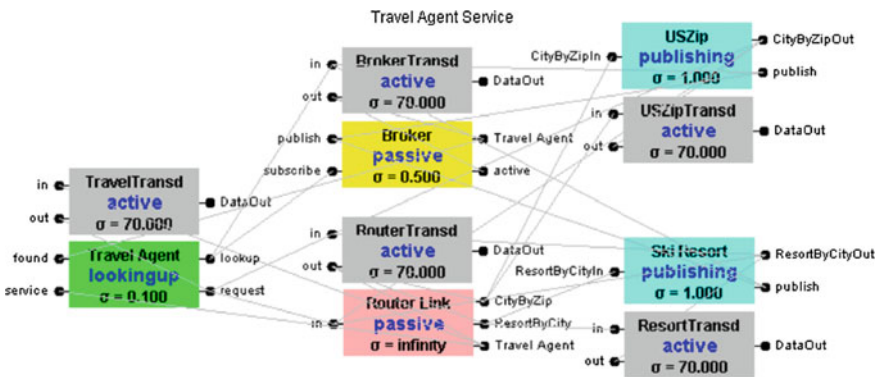 Travel Agent Service
in
out
TravelTransd
active
σ = 70.000
DataOut
found
service
Travel Agent
lookingup
σ = 0.100
lookup
request
in
out
BrokerTransd
active
σ = 70.000
DataOut
publish
subscribe
Broker
passive
σ = 0.500
Travel Agent
active
in
out
RouterTransd
active
σ = 70.000
DataOut
in
Router Link
passive
σ = infinity
CityByZip
ResortByCity
Travel Agent
CityByZipIn
USZip
publishing
σ = 1.000
CityByZipOut
publish
in
out
USZipTransd
active
σ = 70.000
DataOut
ResortByCityIn
Ski Resort
publishing
σ = 1.000
ResortByCityOut
publish
in
out
ResortTransd
active
σ = 70.000
DataOut